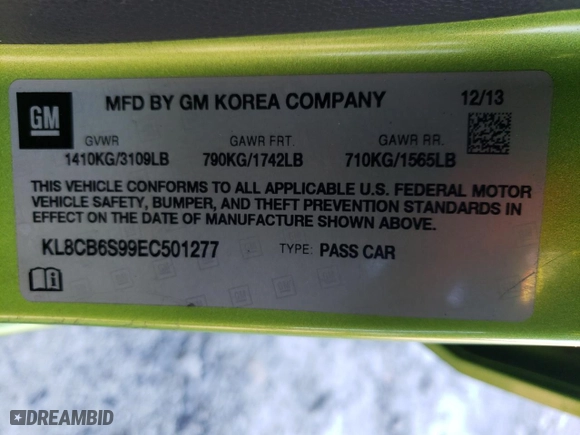 GM
MFD BY GM KOREA COMPANY 12/13
GVWR GAWR FRT. GAWR RR.
1410KG/3109LB 790KG/1742LB 710KG/1565LB
THIS VEHICLE CONFORMS TO ALL APPLICABLE U.S. FEDERAL MOTOR
VEHICLE SAFETY, BUMPER, AND THEFT PREVENTION STANDARDS IN
EFFECT ON THE DATE OF MANUFACTURE SHOWN ABOVE.
KL8CB6S99EC501277 TYPE: PASS CAR
DREAMBID